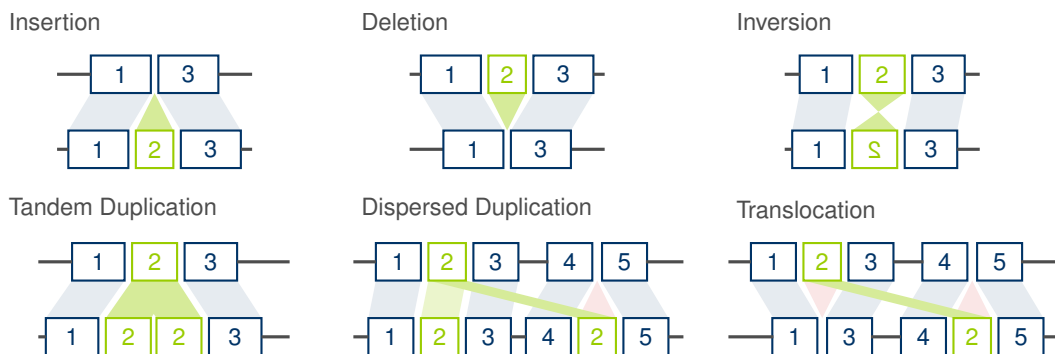 Insertion Deletion Inversion
1 3 1 2 3 1 2 3
1 2 3 1 3 1 2 3
Tandem Duplication Dispersed Duplication Translocation
1 2 3 1 2 3 4 5 1 2 3 4 5
1 2 2 3 1 2 3 4 2 5 1 3 4 2 5